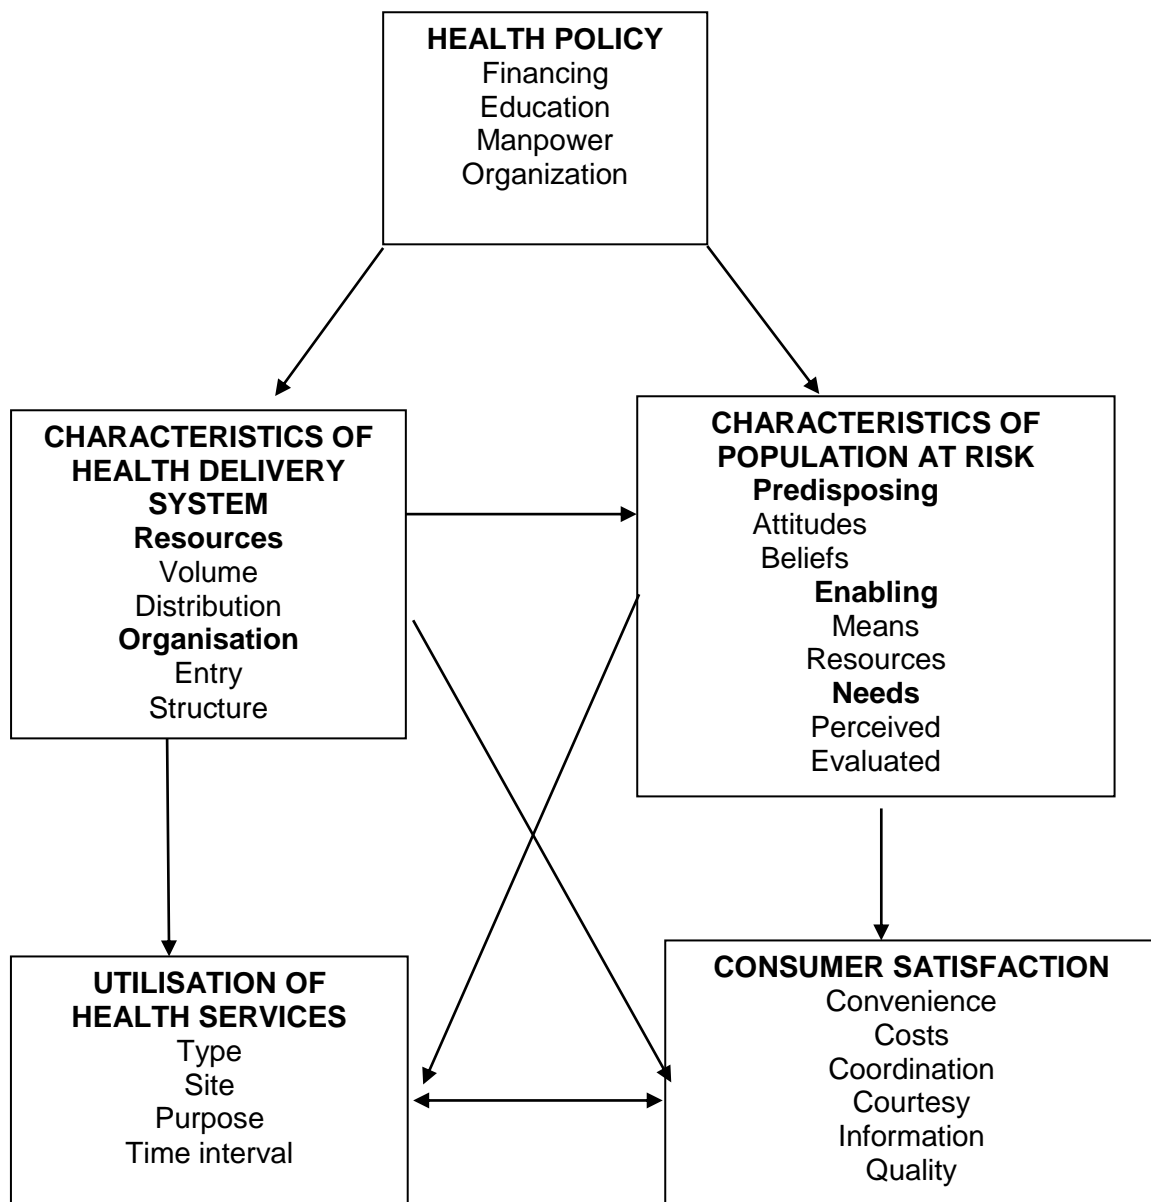 HEALTH POLICY
Financing
Education
Manpower
Organization
CHARACTERISTICS OF
HEALTH DELIVERY
SYSTEM
Resources
Volume
Distribution
Organisation
Entry
Structure
CHARACTERISTICS OF
POPULATION AT RISK
Predisposing
Attitudes
Beliefs
Enabling
Means
Resources
Needs
Perceived
Evaluated
UTILISATION OF
HEALTH SERVICES
Type
Site
Purpose
Time interval
CONSUMER SATISFACTION
Convenience
Costs
Coordination
Courtesy
Information
Quality